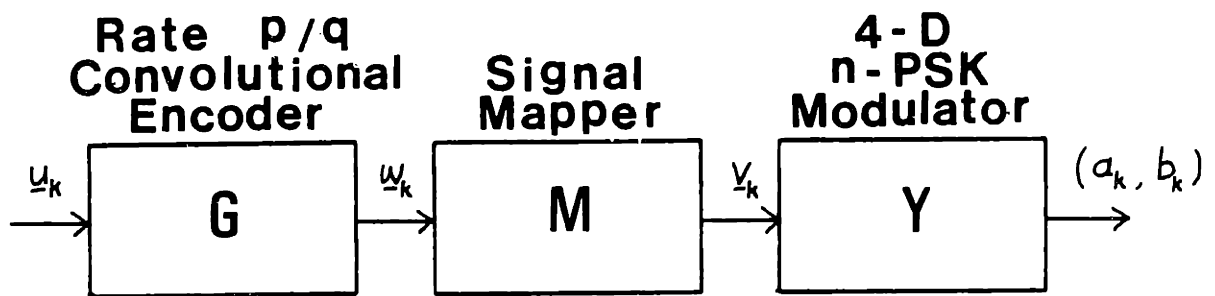 Rate p/q
Convolutional
Encoder
Signal
Mapper
4-D
n-PSK
Modulator
u_k
G
w_k
M
v_k
Y
(a_k, b_k)